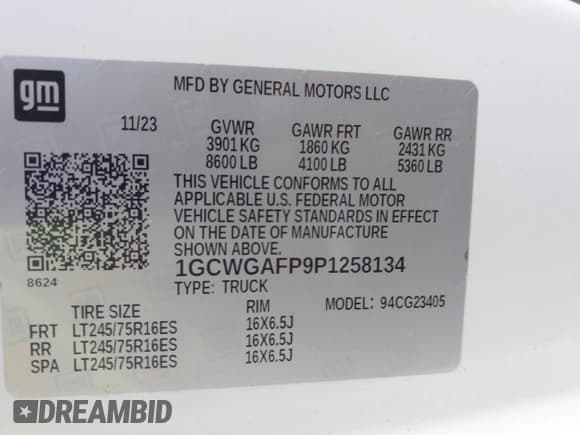 gm
MFD BY GENERAL MOTORS LLC
11/23 GVWR GAWR FRT GAWR RR
3901 KG 1860 KG 2431 KG
8600 LB 4100 LB 5360 LB
THIS VEHICLE CONFORMS TO ALL
APPLICABLE U.S. FEDERAL MOTOR
VEHICLE SAFETY STANDARDS IN EFFECT
ON THE DATE OF MANUFACTURE
SHOWN ABOVE.
8624
1GCWGAFP9P1258134
TYPE: TRUCK MODEL: 94CG23405
TIRE SIZE RIM
FRT LT245/75R16ES 16X6.5J
RR LT245/75R16ES 16X6.5J
SPA LT245/75R16ES 16X6.5J
DREAMBID